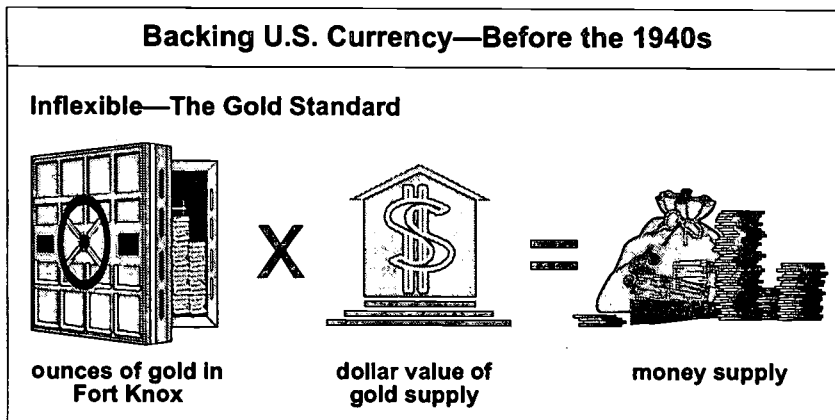 Backing U.S. Currency—Before the 1940s
Inflexible—The Gold Standard
X
$
=
ounces of gold in
Fort Knox
dollar value of
gold supply
money supply